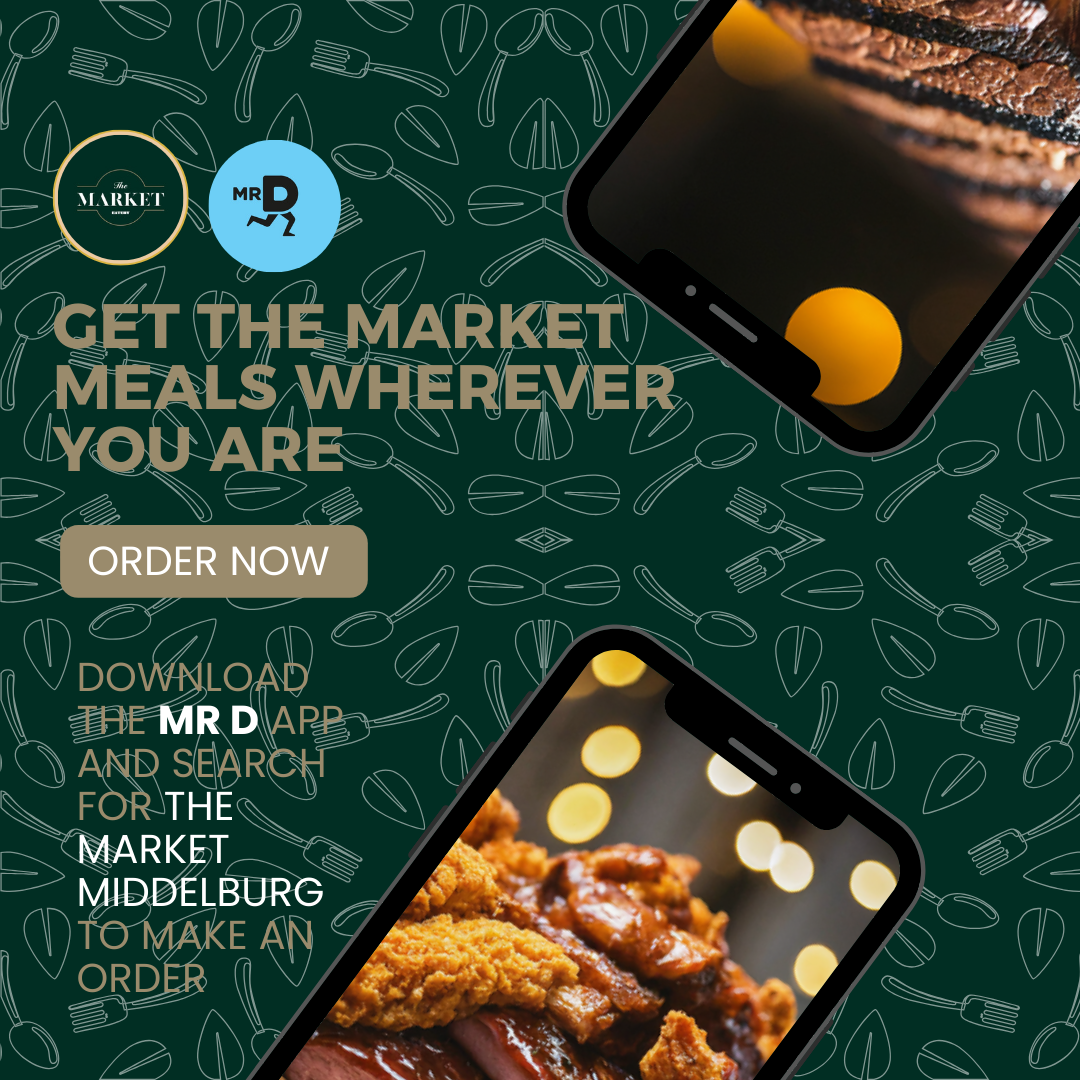 The
MARKET
EATERY
MR D
GET THE MARKET
MEALS WHEREVER
YOU ARE
ORDER NOW
DOWNLOAD
THE MR D APP
AND SEARCH
FOR THE
MARKET
MIDDELBURG
TO MAKE AN
ORDER